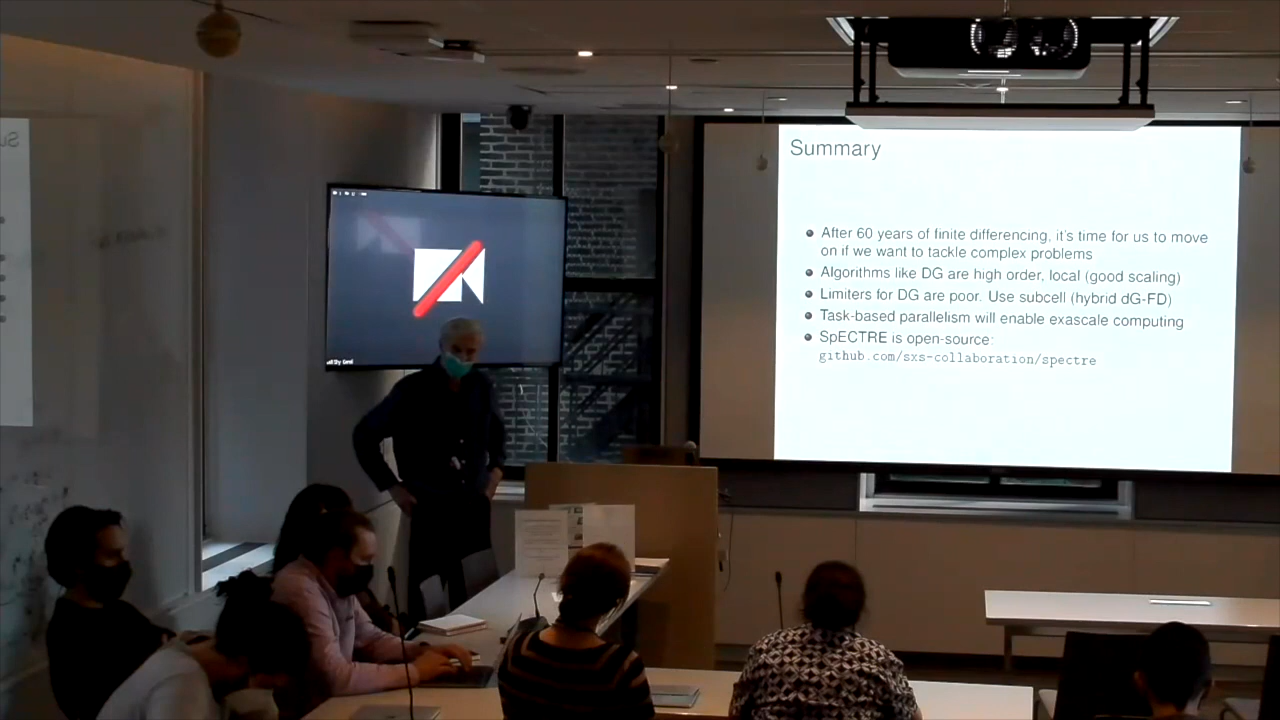 Summary
After 60 years of finite differencing, it's time for us to move
on if we want to tackle complex problems
Algorithms like DG are high order, local (good scaling)
Limiters for DG are poor. Use subcell (hybrid dG-FD)
Task-based parallelism will enable exascale computing
SpECTRE is open-source:
github.com/sxs-collaboration/spectre